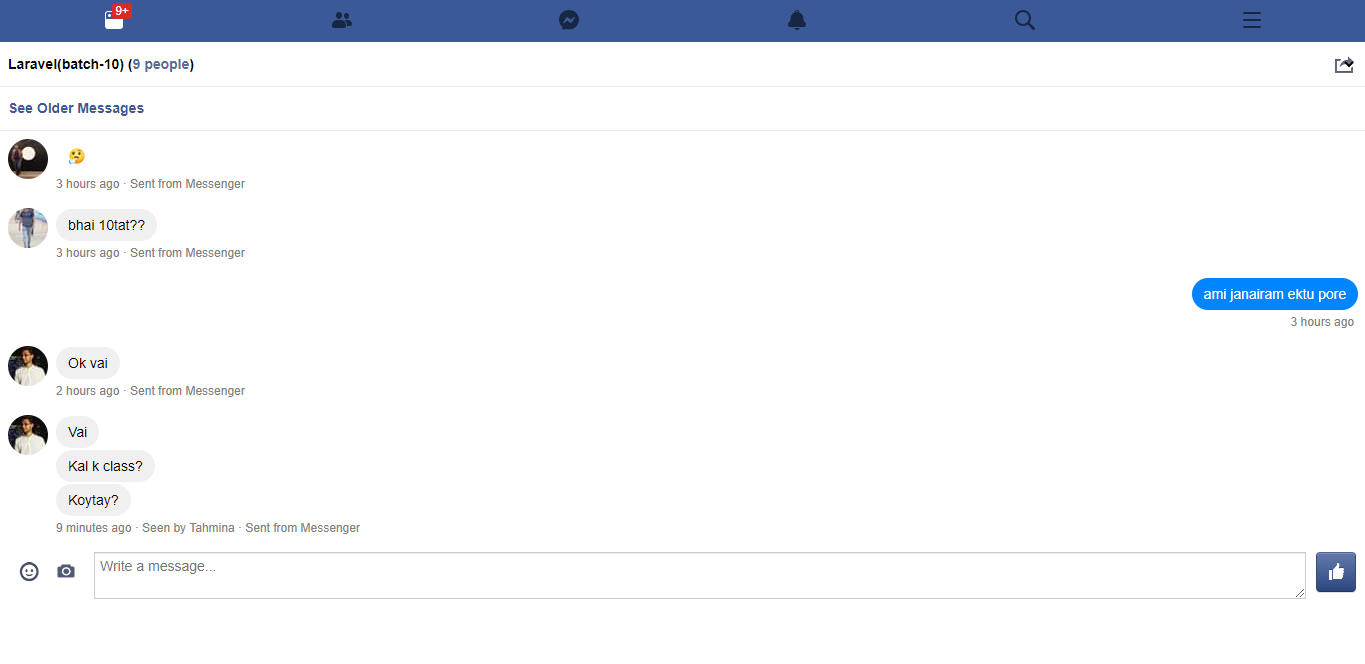 9+
Laravel(batch-10) (9 people)
See Older Messages
🤔
3 hours ago · Sent from Messenger
bhai 10tat??
3 hours ago · Sent from Messenger
ami janairam ektu pore
3 hours ago
Ok vai
2 hours ago · Sent from Messenger
Vai
Kal k class?
Koytay?
9 minutes ago · Seen by Tahmina · Sent from Messenger
Write a message...